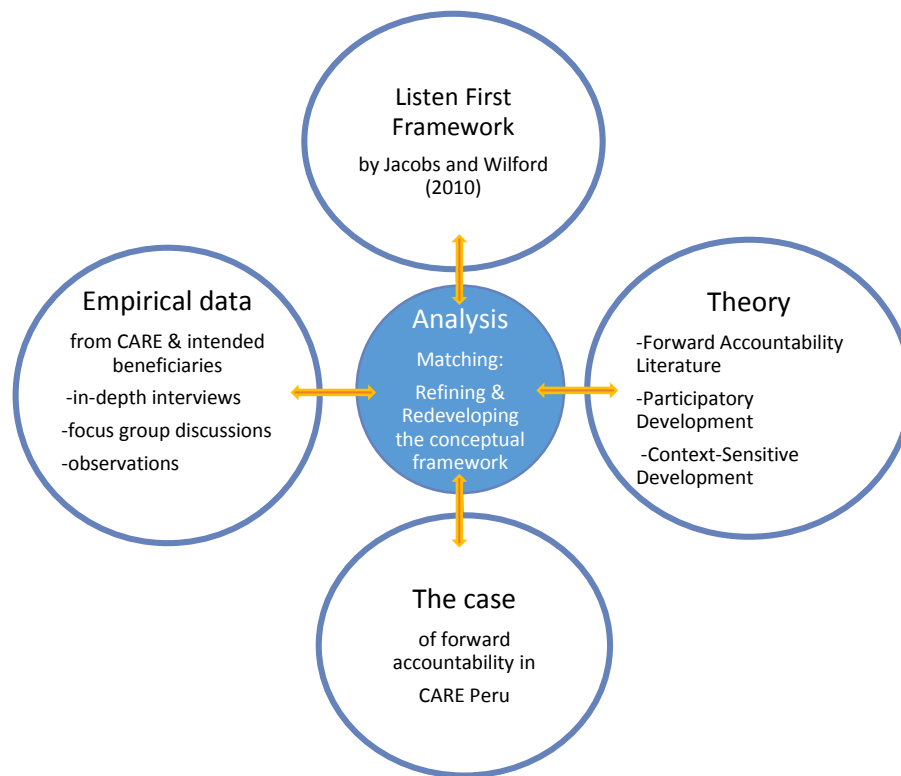 Listen First
Framework
by Jacobs and Wilford
(2010)
Empirical data
from CARE & intended
beneficiaries
-in-depth interviews
-focus group discussions
-observations
Analysis
Matching:
Refining &
Redeveloping
the conceptual
framework
Theory
-Forward Accountability
Literature
-Participatory
Development
-Context-Sensitive
Development
The case
of forward
accountability in
CARE Peru